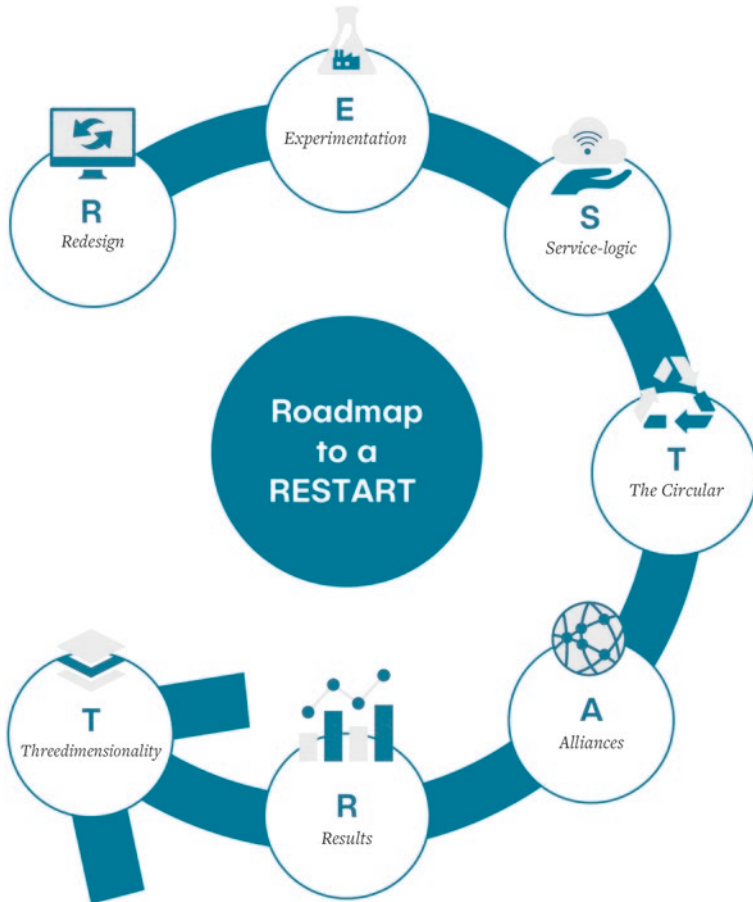 E
Experimentation
R
Redesign
S
Service-logic
T
The Circular
A
Alliances
R
Results
T
Threedimensionality
Roadmap
to a
RESTART